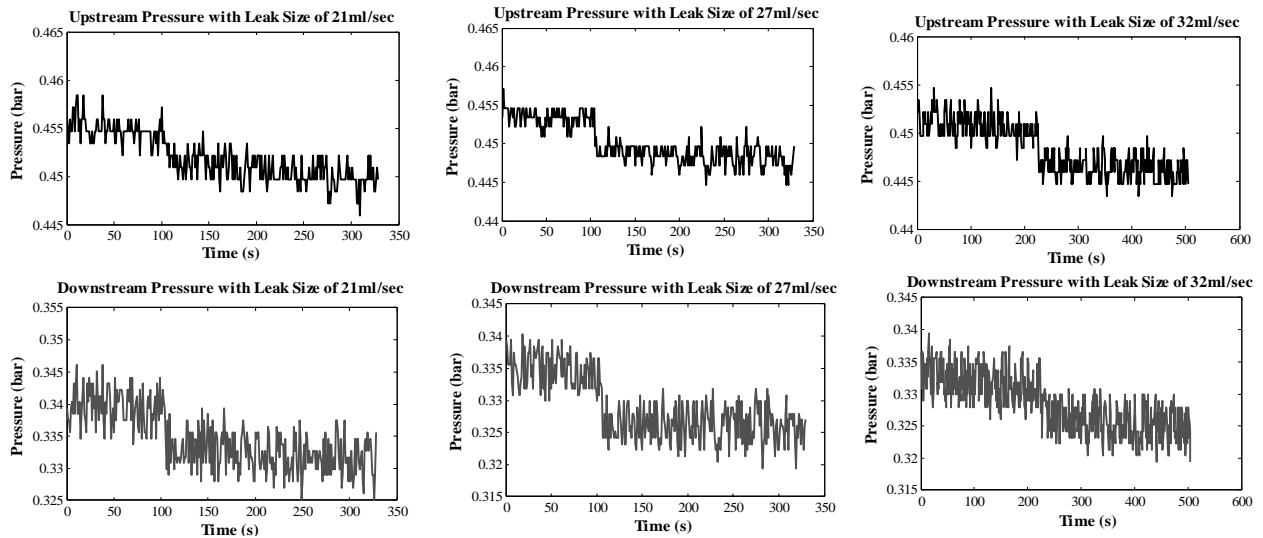 Upstream Pressure with Leak Size of 21ml/sec
0.465
0.46
0.455
0.45
0.445
Pressure (bar)
0 50 100 150 200 250 300 350
Time (s)
Upstream Pressure with Leak Size of 27ml/sec
0.465
0.46
0.455
0.45
0.445
0.44
Pressure (bar)
0 50 100 150 200 250 300 350
Time (s)
Upstream Pressure with Leak Size of 32ml/sec
0.46
0.455
0.45
0.445
0.44
Pressure (bar)
0 100 200 300 400 500 600
Time (s)
Downstream Pressure with Leak Size of 21ml/sec
0.355
0.35
0.345
0.34
0.335
0.33
0.325
Pressure (bar)
0 50 100 150 200 250 300 350
Time (s)
Downstream Pressure with Leak Size of 27ml/sec
0.345
0.34
0.335
0.33
0.325
0.32
0.315
Pressure (bar)
0 50 100 150 200 250 300 350
Time (s)
Downstream Pressure with Leak Size of 32ml/sec
0.345
0.34
0.335
0.33
0.325
0.32
0.315
Pressure (bar)
0 100 200 300 400 500 600
Time (s)